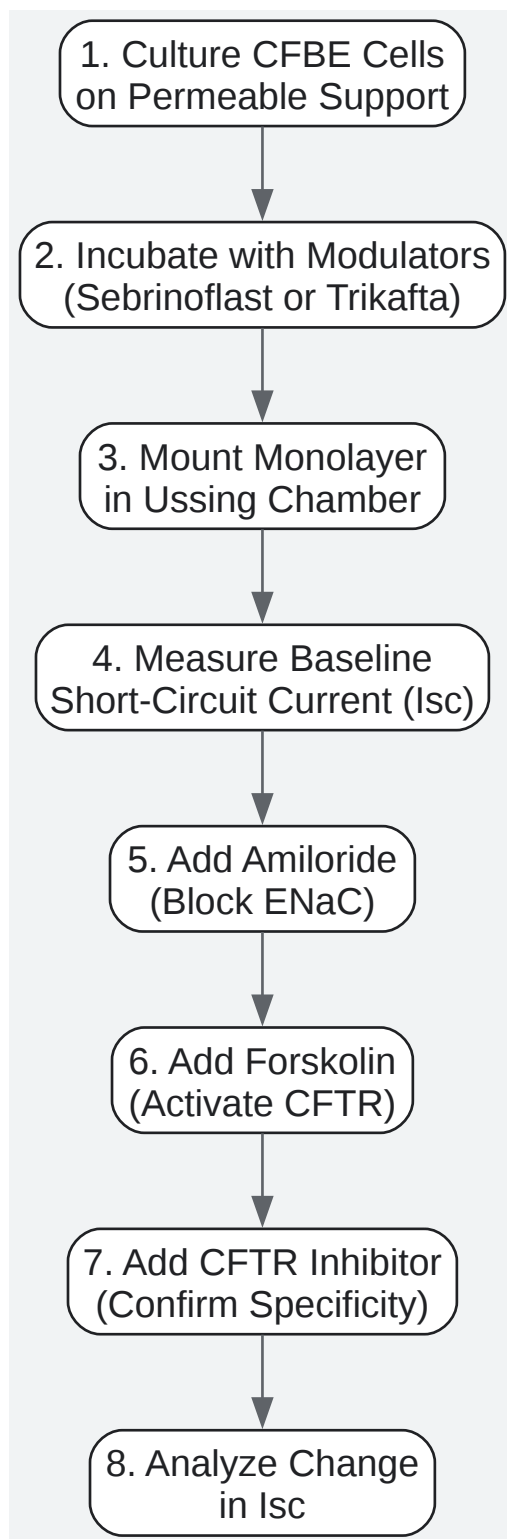 1. Culture CFBE Cells
on Permeable Support
2. Incubate with Modulators
(Sebrinoflast or Trikafta)
3. Mount Monolayer
in Ussing Chamber
4. Measure Baseline
Short-Circuit Current (Isc)
5. Add Amiloride
(Block ENaC)
6. Add Forskolin
(Activate CFTR)
7. Add CFTR Inhibitor
(Confirm Specificity)
8. Analyze Change
in Isc